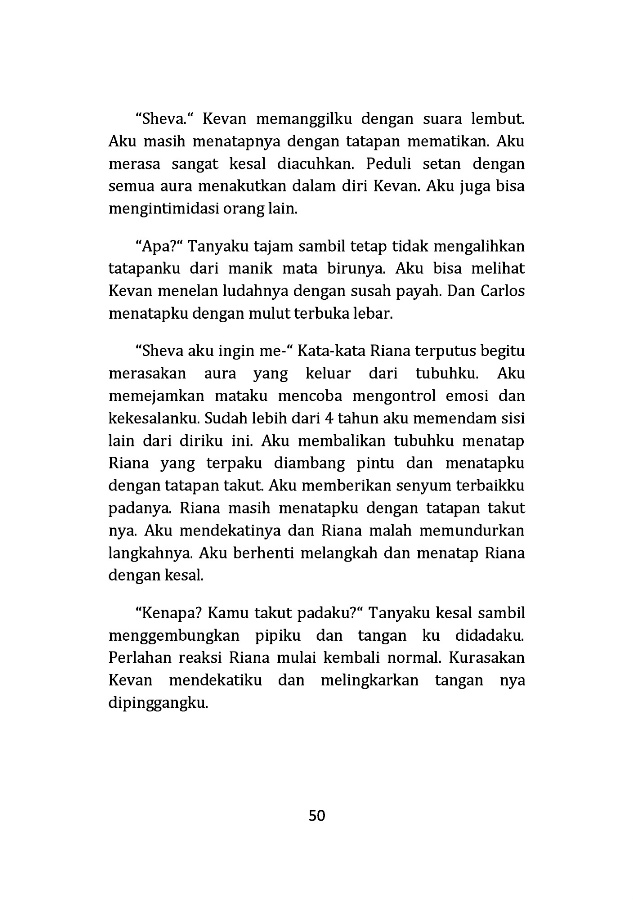 “Sheva.“ Kevan memanggilku dengan suara lembut.
Aku masih menatapnya dengan tatapan mematikan. Aku
merasa sangat kesal diacuhkan. Peduli setan dengan
semua aura menakutkan dalam diri Kevan. Aku juga bisa
mengintimidasi orang lain.
“Apa?“ Tanyaku tajam sambil tetap tidak mengalihkan
tatapanku dari manik mata birunya. Aku bisa melihat
Kevan menelan ludahnya dengan susah payah. Dan Carlos
menatapku dengan mulut terbuka lebar.
“Sheva aku ingin me-“ Kata-kata Riana terputus begitu
merasakan aura yang keluar dari tubuhku. Aku
memejamkan mataku mencoba mengontrol emosi dan
kekesalanku. Sudah lebih dari 4 tahun aku memendam sisi
lain dari diriku ini. Aku membalikan tubuhku menatap
Riana yang terpaku diambang pintu dan menatapku
dengan tatapan takut. Aku memberikan senyum terbaikku
padanya. Riana masih menatapku dengan tatapan takut
nya. Aku mendekatinya dan Riana malah memundurkan
langkahnya. Aku berhenti melangkah dan menatap Riana
dengan kesal.
“Kenapa? Kamu takut padaku?“ Tanyaku kesal sambil
menggembungkan pipiku dan tangan ku didadaku.
Perlahan reaksi Riana mulai kembali normal. Kurasakan
Kevan mendekatiku dan melingkarkan tangan nya
dipinggangku.
50